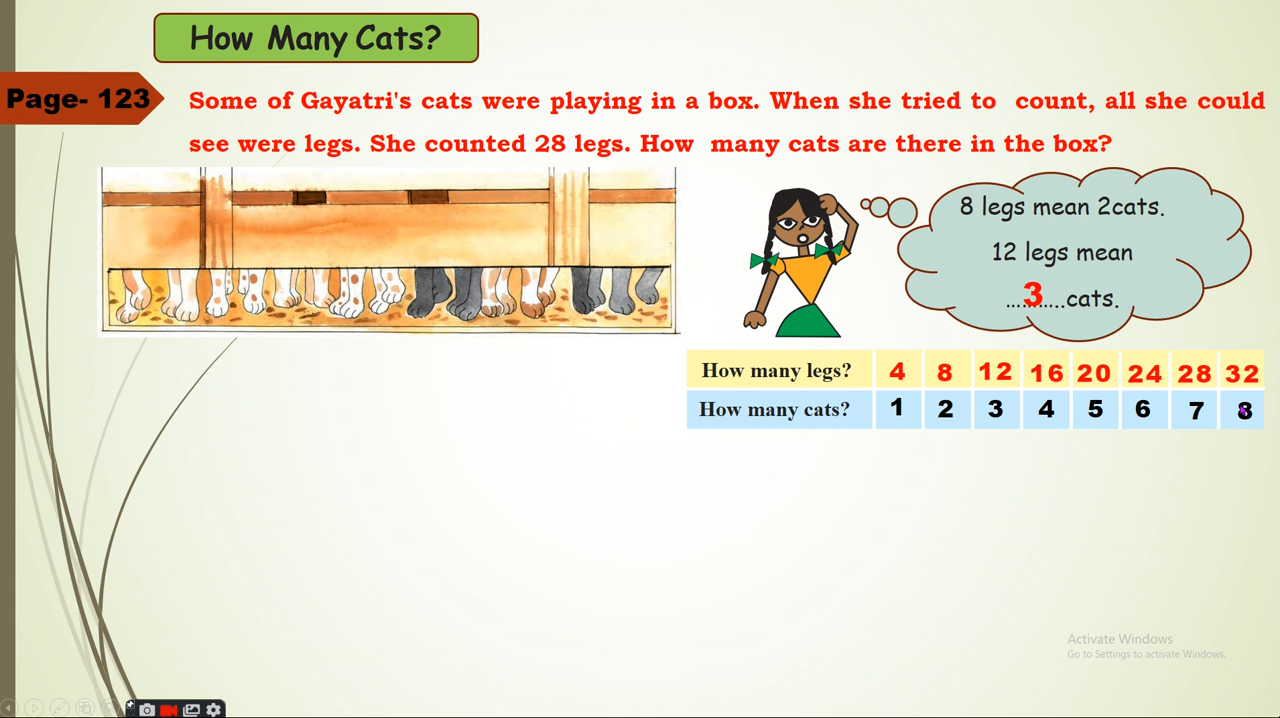 How Many Cats?
Page- 123
Some of Gayatri's cats were playing in a box. When she tried to count, all she could
see were legs. She counted 28 legs. How many cats are there in the box?
8 legs mean 2cats.
12 legs mean
....3.....cats.
How many legs? 4 8 12 16 20 24 28 32
How many cats? 1 2 3 4 5 6 7 8
Activate Windows
Go to Settings to activate Windows.